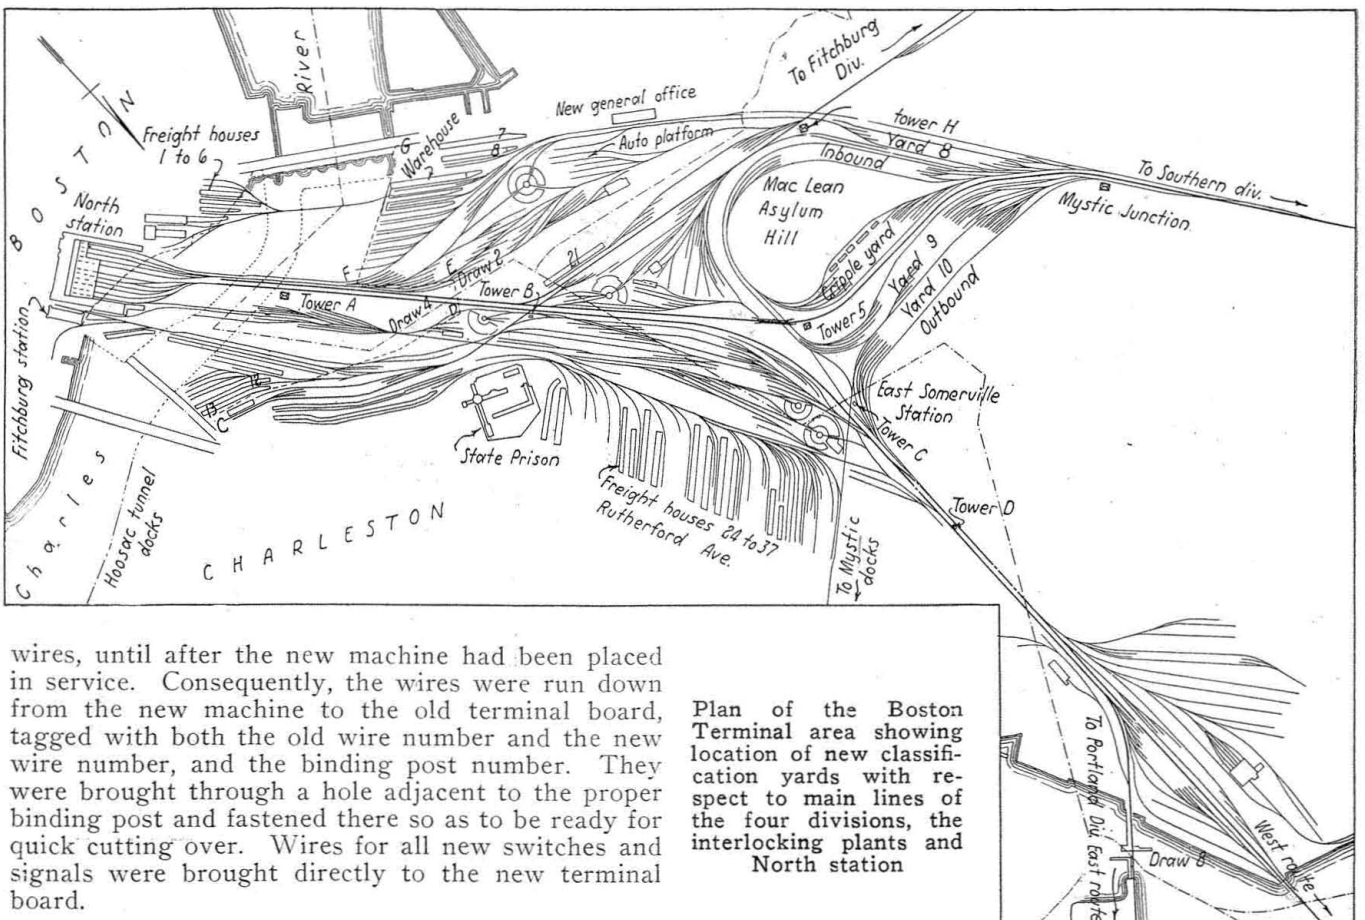 BOSTON
River
To Fitchburg
Div.
New general office
Freight houses
1 to 6
G
Warehouse
7
8
Auto platform
tower H
Yard 8
Inbound
To Southern div.
Mystic Junction
Mac Lean
Asylum
Hill
North
station
Cripple yard
Yard 9
Yard 10
Outbound
F
E
Draw 2
21
Tower A
Draw 4
D
Tower B
Tower 5
Fitchburg station
12
13
C
East Somerville
Station
Tower C
State Prison
Freight houses 24 to 37
Rutherford Ave.
Tower D
Charles
Hoosac tunnel
docks
CHARLESTON
To Mystic
docks
To Portland Div. East route
West route
Draw 8
wires, until after the new machine had been placed
in service. Consequently, the wires were run down
from the new machine to the old terminal board,
tagged with both the old wire number and the new
wire number, and the binding post number. They
were brought through a hole adjacent to the proper
binding post and fastened there so as to be ready for
quick cutting over. Wires for all new switches and
signals were brought directly to the new terminal
board.
Plan of the Boston
Terminal area showing
location of new classifi-
cation yards with re-
spect to main lines of
the four divisions, the
interlocking plants and
North station